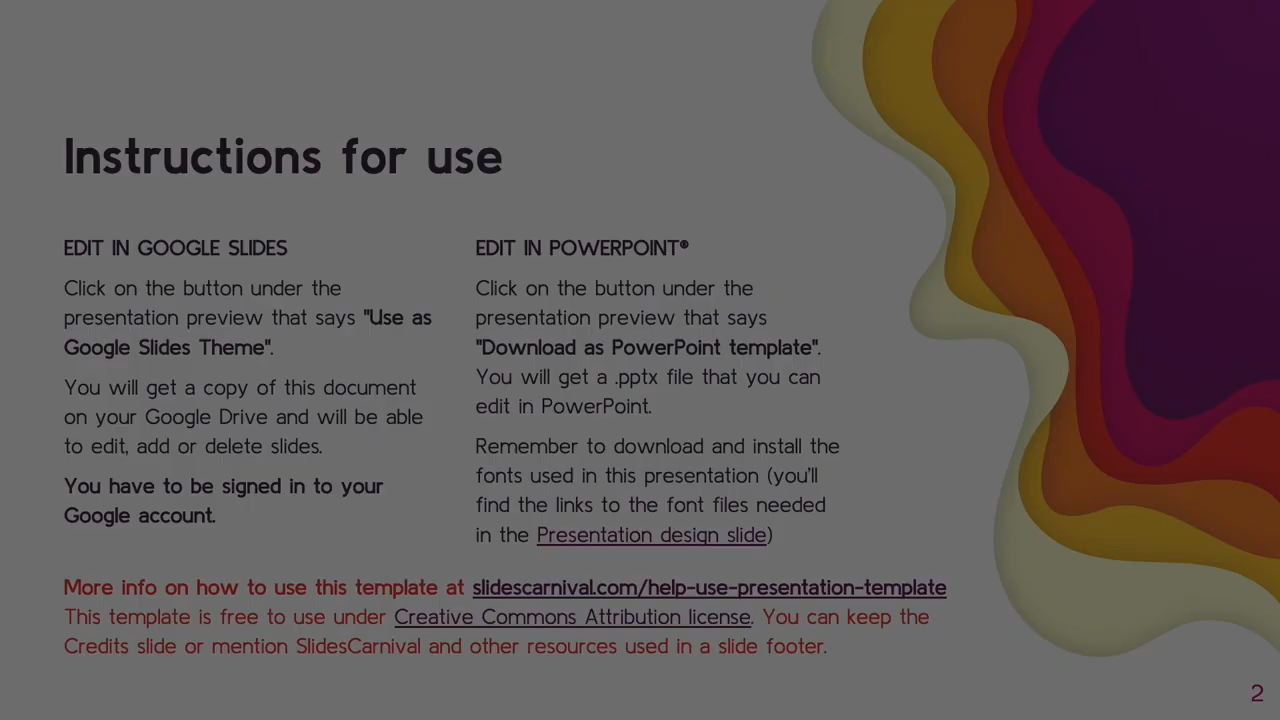 Instructions for use
EDIT IN GOOGLE SLIDES
Click on the button under the
presentation preview that says "Use as
Google Slides Theme".
You will get a copy of this document
on your Google Drive and will be able
to edit, add or delete slides.
You have to be signed in to your
Google account.
EDIT IN POWERPOINT®
Click on the button under the
presentation preview that says
"Download as PowerPoint template".
You will get a .pptx file that you can
edit in PowerPoint.
Remember to download and install the
fonts used in this presentation (you'll
find the links to the font files needed
in the Presentation design slide)
More info on how to use this template at slidescarnival.com/help-use-presentation-template
This template is free to use under Creative Commons Attribution license. You can keep the
Credits slide or mention SlidesCarnival and other resources used in a slide footer.
2